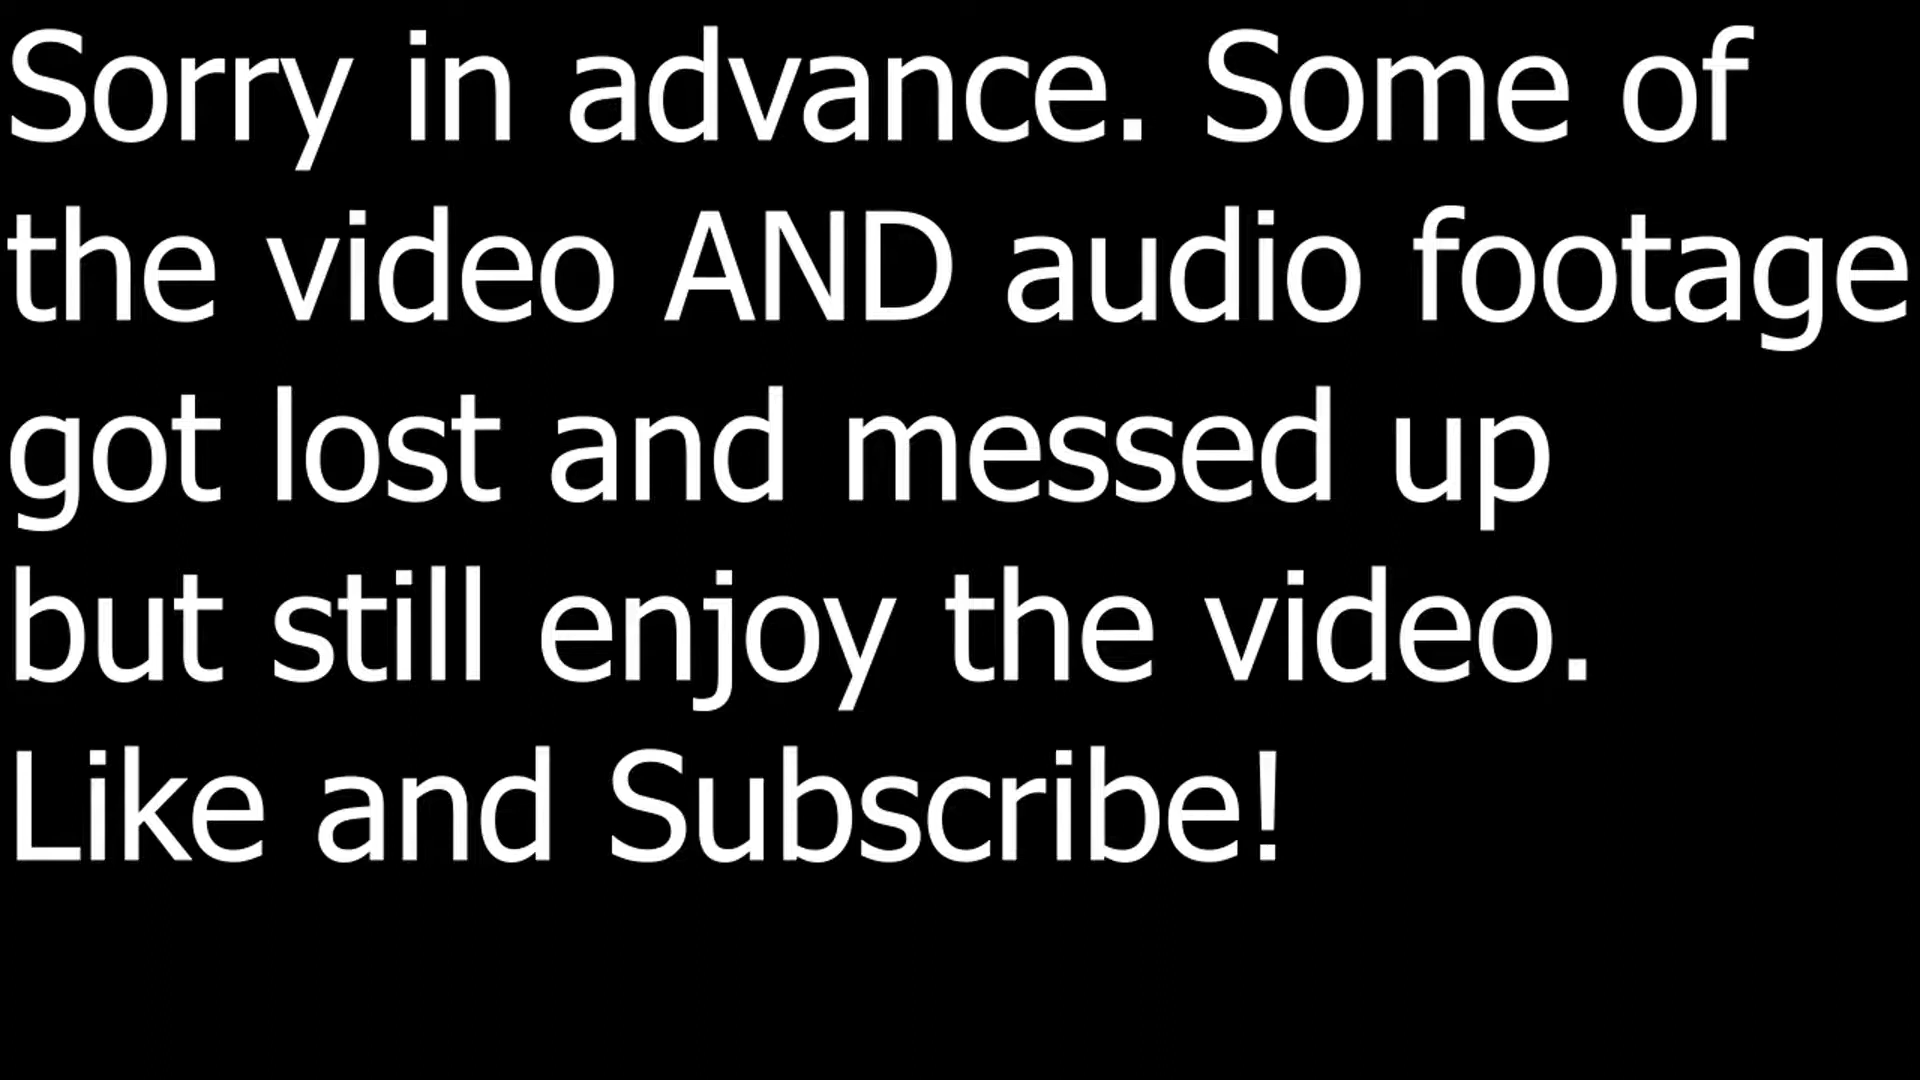 Sorry in advance. Some of
the video AND audio footage
got lost and messed up
but still enjoy the video.
Like and Subscribe!